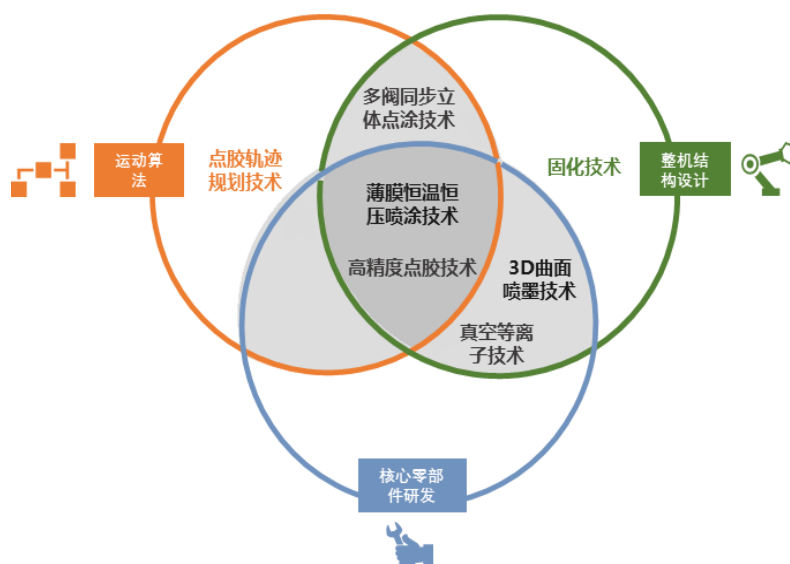 多阀同步立
体点涂技术
运动算
法
点胶轨迹
规划技术
固化技术
整机结
构设计
薄膜恒温恒
压喷涂技术
高精度点胶技术
3D曲面
喷墨技术
真空等离
子技术
核心零部
件研发